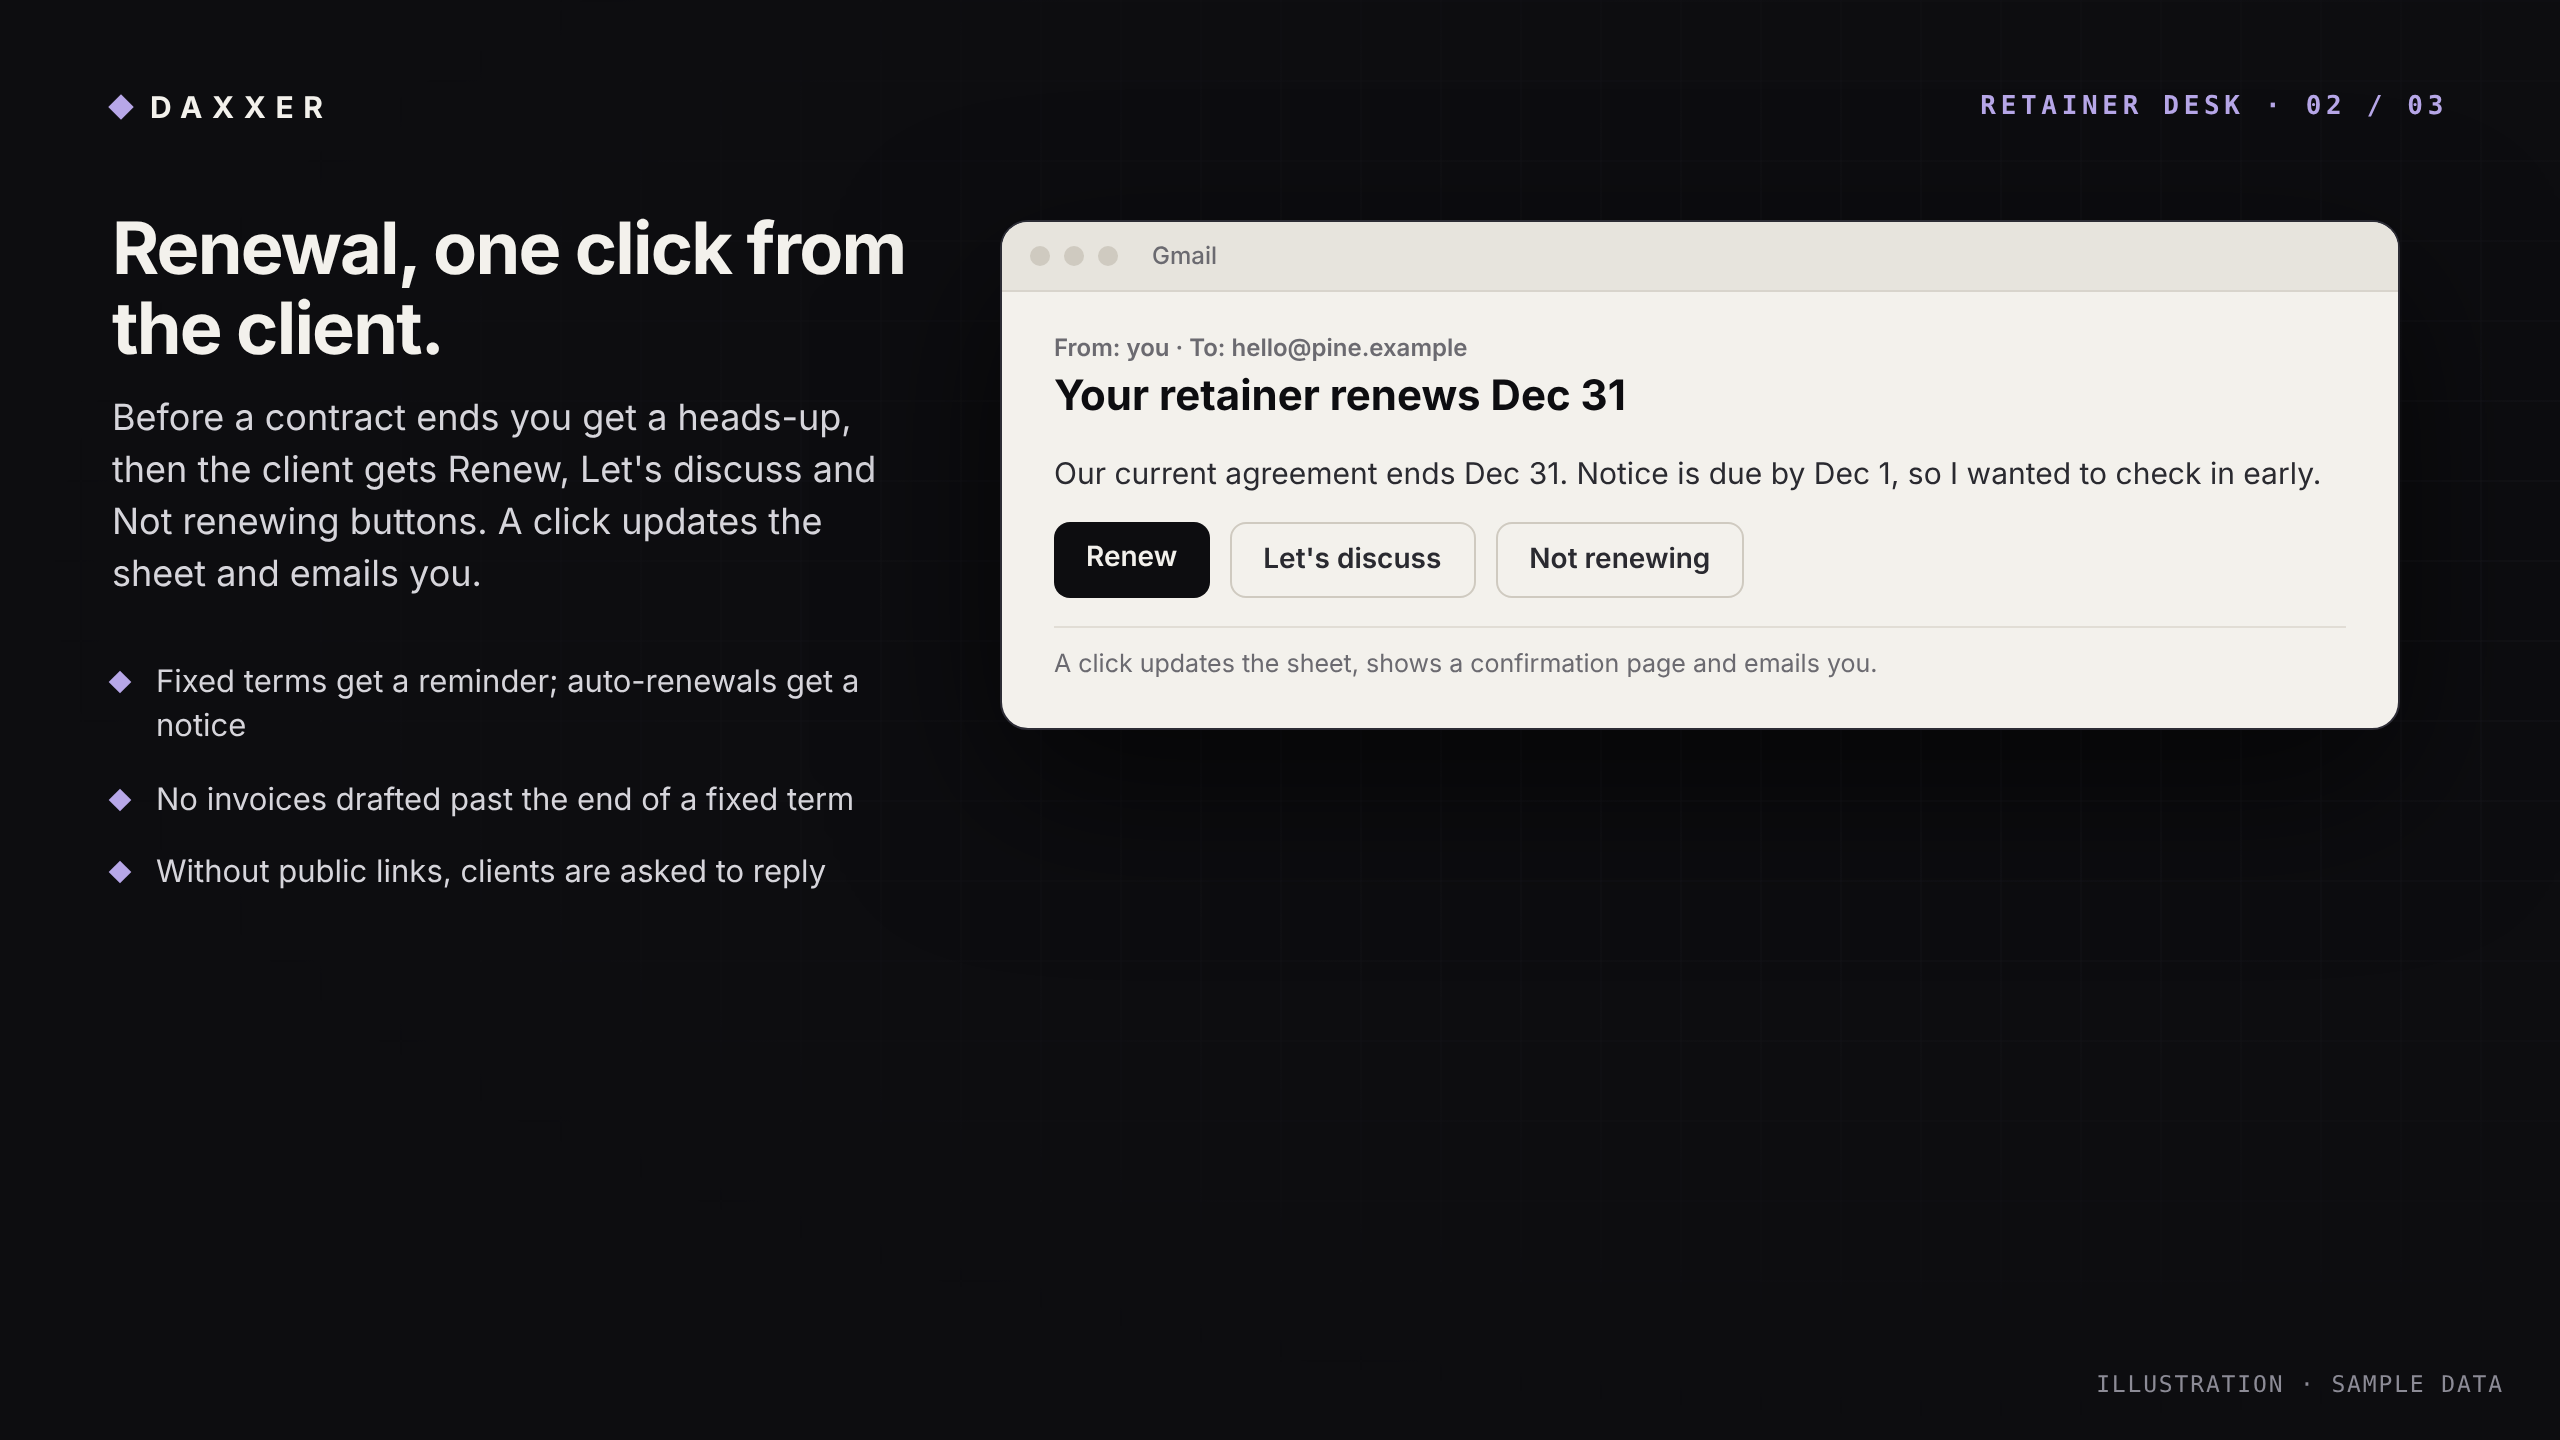 DAXXER
RETAINER DESK · 02 / 03
Renewal, one click from
the client.
Before a contract ends you get a heads-up,
then the client gets Renew, Let's discuss and
Not renewing buttons. A click updates the
sheet and emails you.
Fixed terms get a reminder; auto-renewals get a
notice
No invoices drafted past the end of a fixed term
Without public links, clients are asked to reply
Gmail
From: you · To: hello@pine.example
Your retainer renews Dec 31
Our current agreement ends Dec 31. Notice is due by Dec 1, so I wanted to check in early.
Renew
Let's discuss
Not renewing
A click updates the sheet, shows a confirmation page and emails you.
ILLUSTRATION · SAMPLE DATA